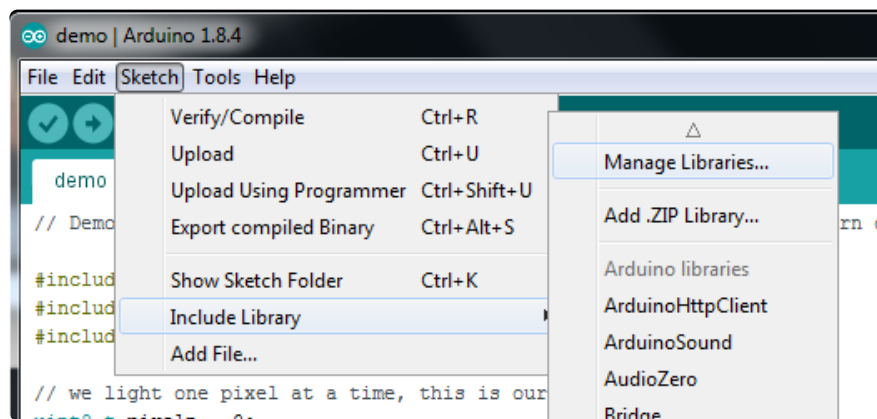 demo | Arduino 1.8.4
File Edit Sketch Tools Help
Verify/Compile Ctrl+R
Upload Ctrl+U
Upload Using Programmer Ctrl+Shift+U
Export compiled Binary Ctrl+Alt+S
Show Sketch Folder Ctrl+K
Include Library
Add File...
Manage Libraries...
Add .ZIP Library...
Arduino libraries
ArduinoHttpClient
ArduinoSound
AudioZero
Bridge
demo
// Demo
#includ
#includ
#includ
// we light one pixel at a time, this is our